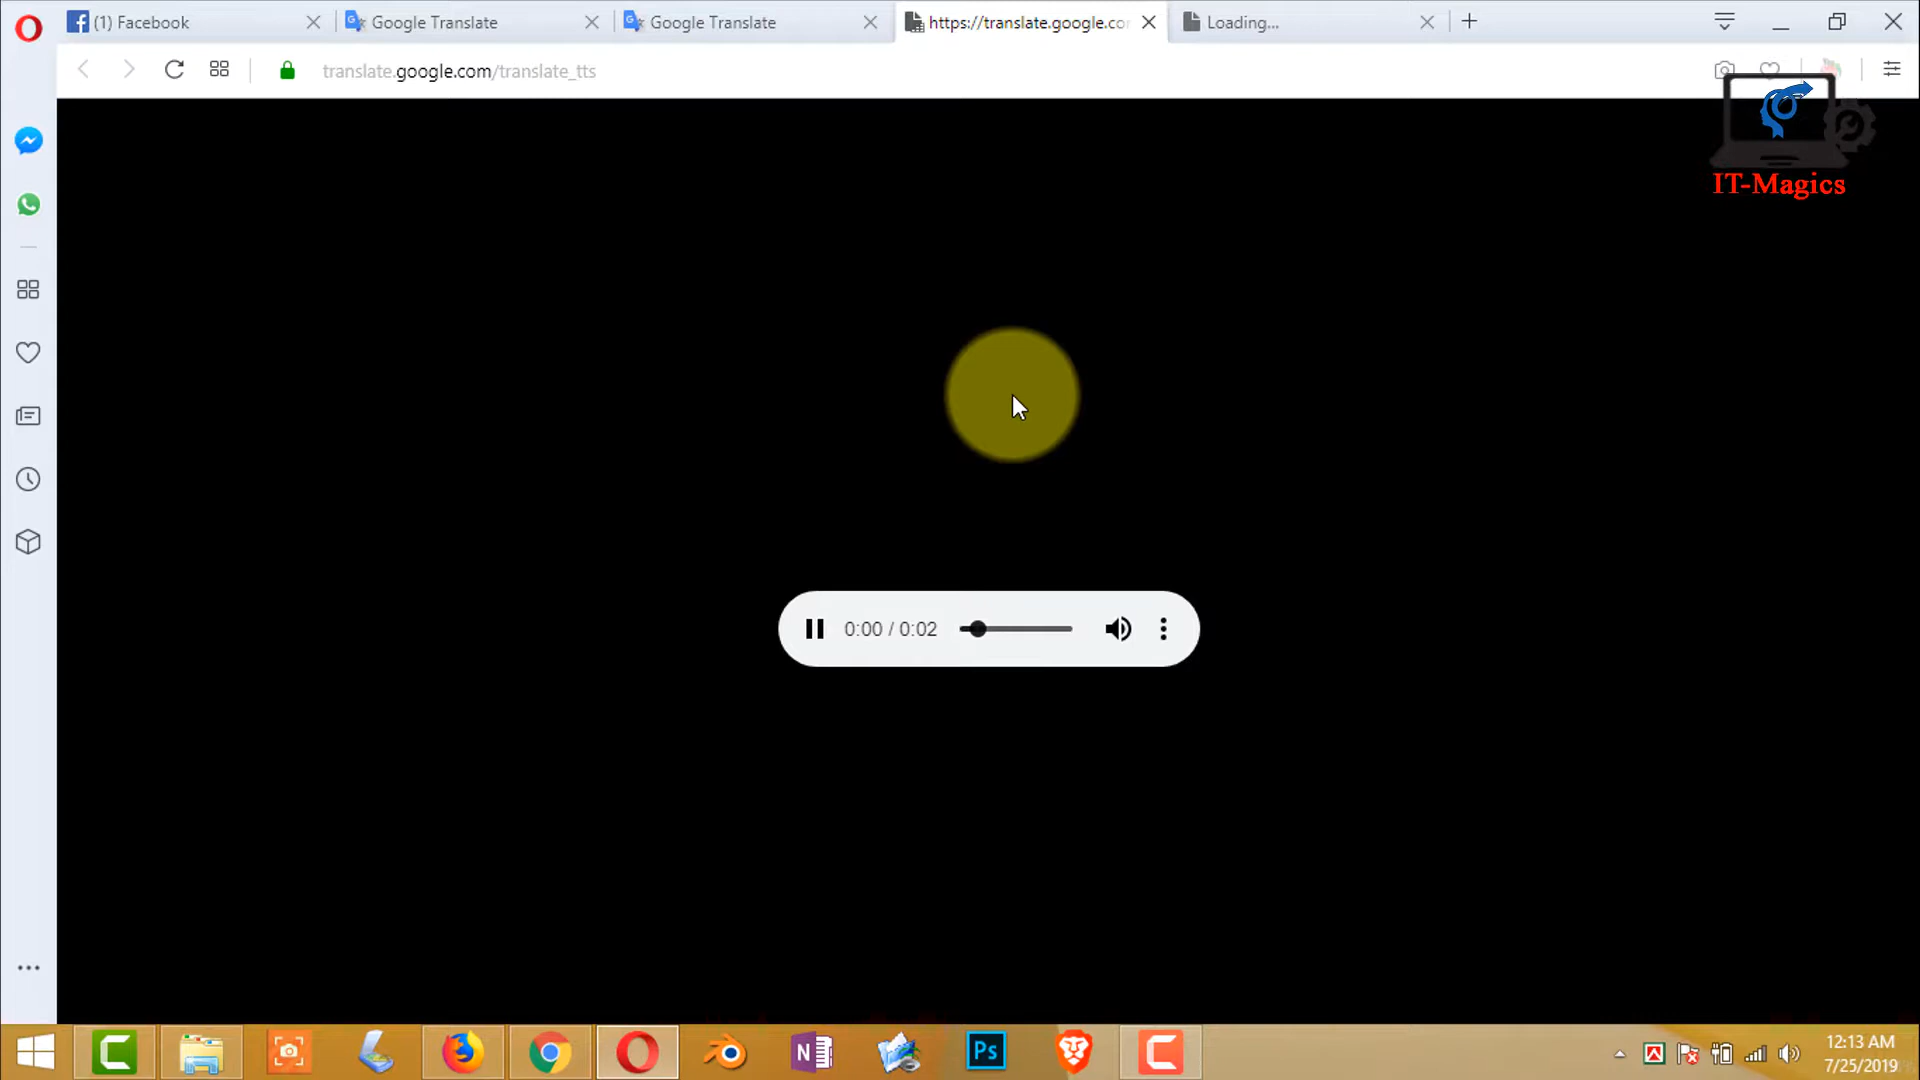 (1) Facebook
Google Translate
Google Translate
https://translate.google.co
Loading...
translate.google.com/translate_tts
IT-Magics
0:00 / 0:02
N
Ps
12:13 AM
7/25/2019